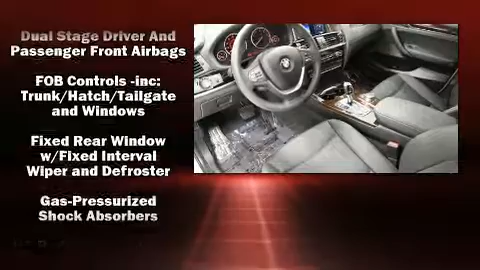 Dual Stage Driver And
Passenger Front Airbags
FOB Controls -inc:
Trunk/Hatch/Tailgate
and Windows
Fixed Rear Window
w/Fixed Interval
Wiper and Defroster
Gas-Pressurized
Shock Absorbers